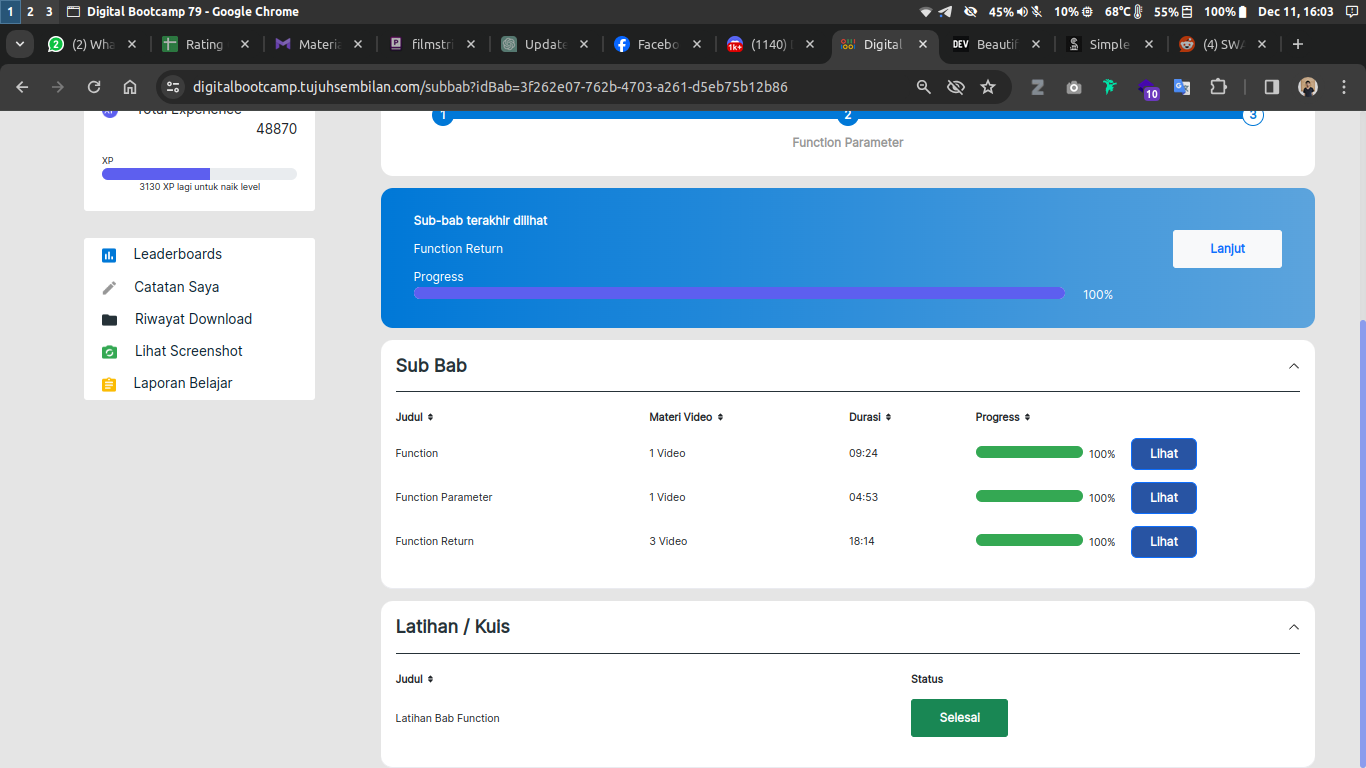 1 2 3 Digital Bootcamp 79 - Google Chrome 45% 10% 68°C 55% 100% Dec 11, 16:03
(2) Wha Rating Materia filmstri Update Facebo (1140) Digital DEV Beautif Simple (4) SWA
digitalbootcamp.tujuhsembilan.com/subbab?idBab=3f262e07-762b-4703-a261-d5eb75b12b86 10
Total Experience
48870
XP
3130 XP lagi untuk naik level
Leaderboards
Catatan Saya
Riwayat Download
Lihat Screenshot
Laporan Belajar
1 2 3
Function Parameter
Sub-bab terakhir dilihat
Function Return
Progress
100%
Lanjut
Sub Bab
Judul Materi Video Durasi Progress
Function 1 Video 09:24 100% Lihat
Function Parameter 1 Video 04:53 100% Lihat
Function Return 3 Video 18:14 100% Lihat
Latihan / Kuis
Judul Status
Latihan Bab Function Selesai